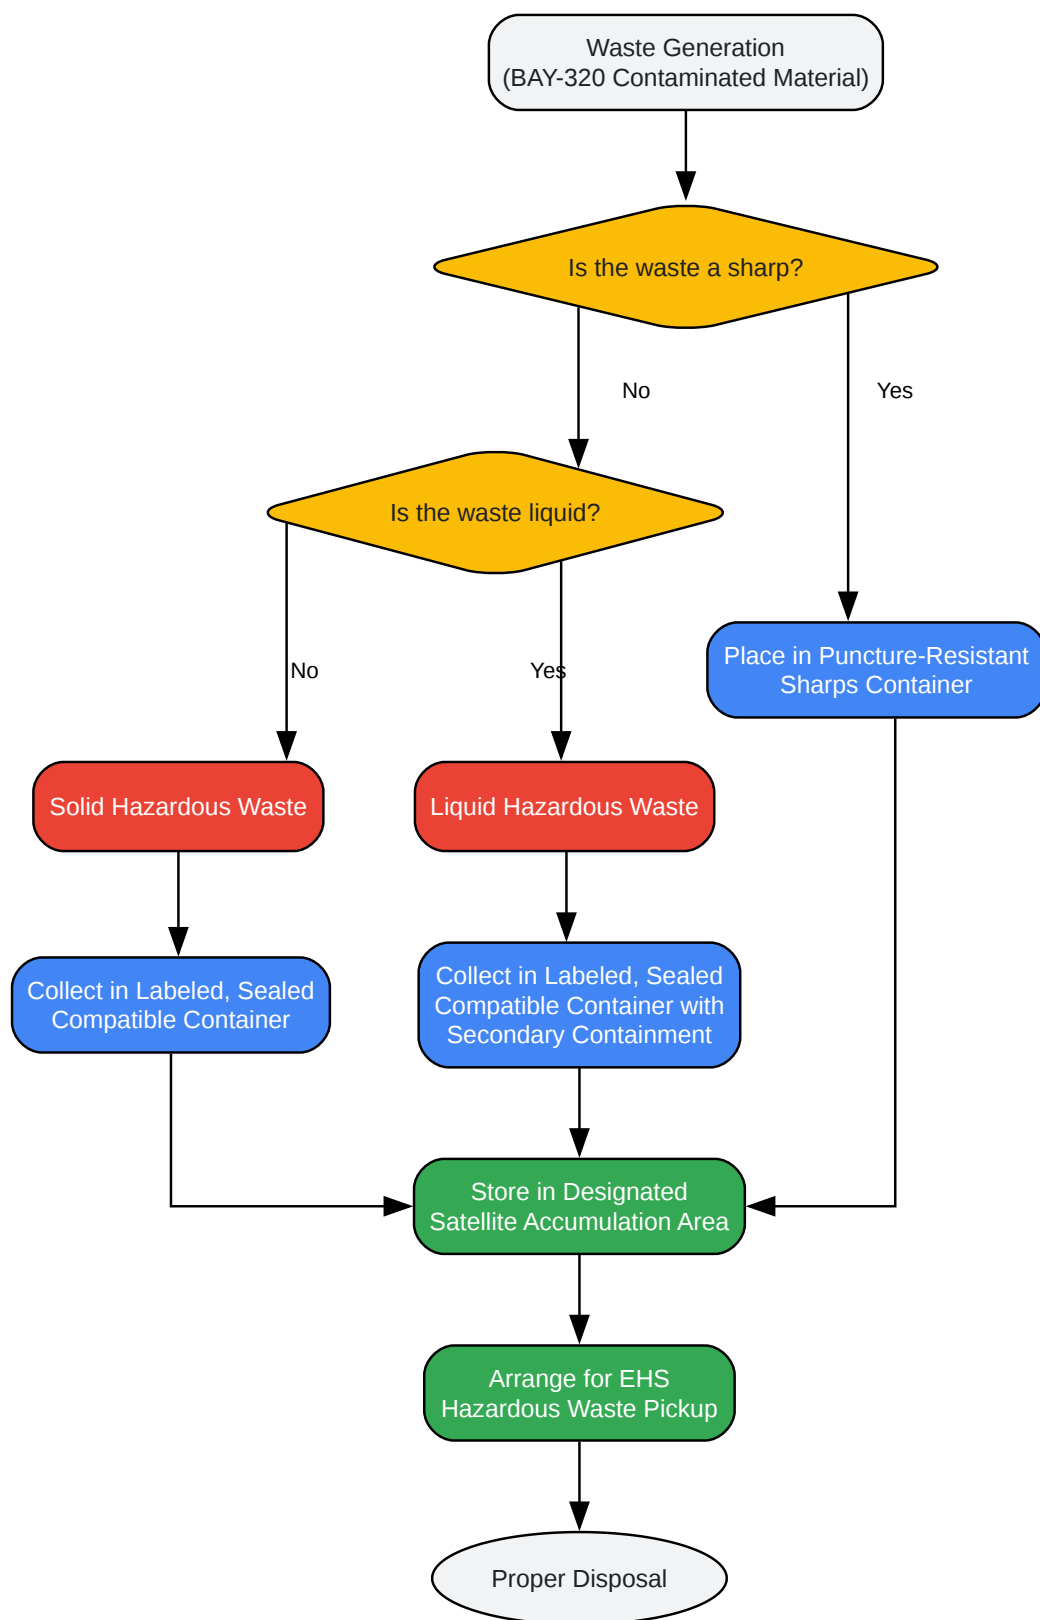 Waste Generation
(BAY-320 Contaminated Material)
Is the waste a sharp?
No
Yes
Is the waste liquid?
No
Yes
Place in Puncture-Resistant
Sharps Container
Solid Hazardous Waste
Liquid Hazardous Waste
Collect in Labeled, Sealed
Compatible Container
Collect in Labeled, Sealed
Compatible Container with
Secondary Containment
Store in Designated
Satellite Accumulation Area
Arrange for EHS
Hazardous Waste Pickup
Proper Disposal